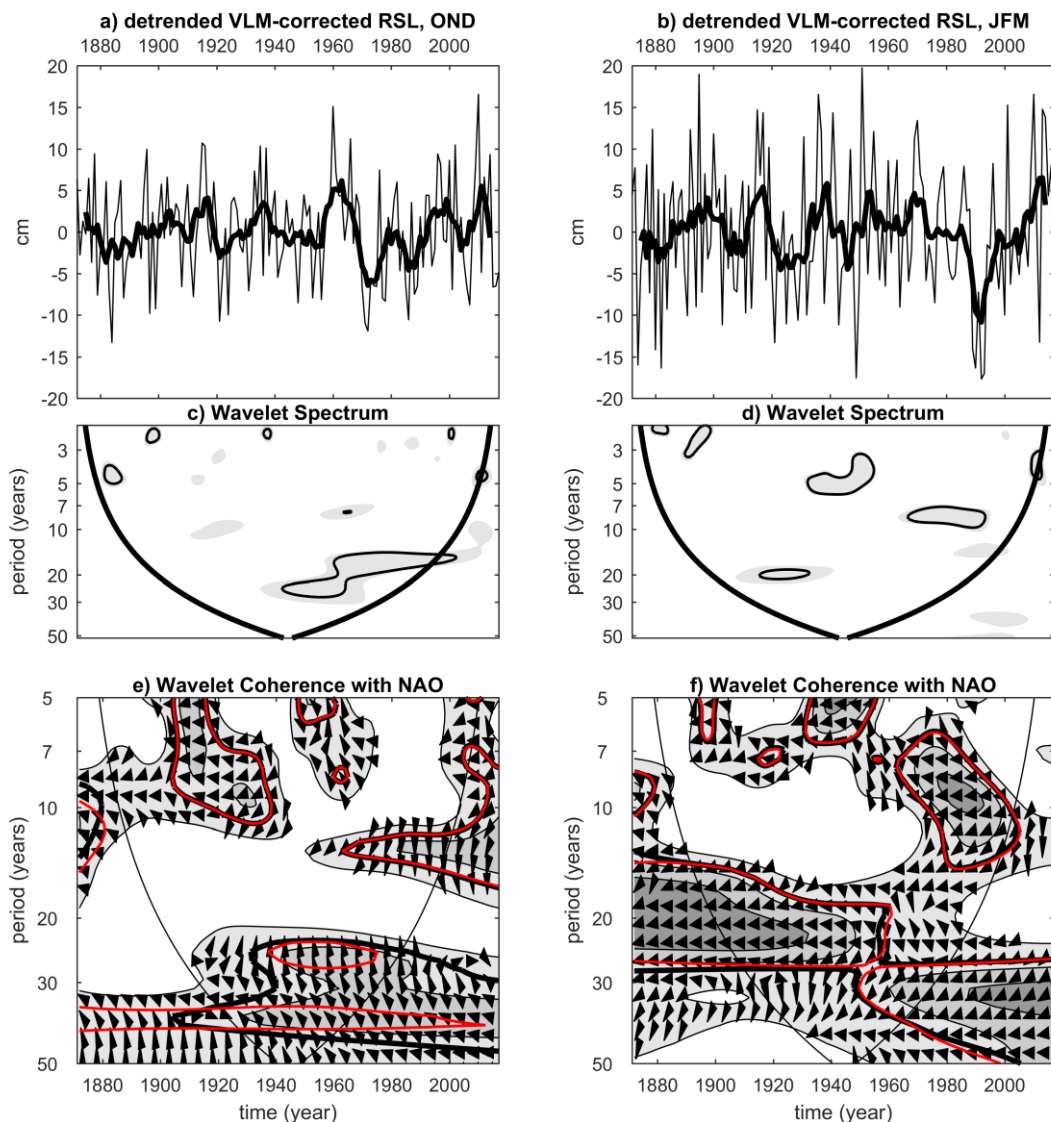 a) detrended VLM-corrected RSL, OND
1880 1900 1920 1940 1960 1980 2000
20
15
10
5
0
-5
-10
-15
-20
cm
b) detrended VLM-corrected RSL, JFM
1880 1900 1920 1940 1960 1980 2000
20
15
10
5
0
-5
-10
-15
-20
cm
c) Wavelet Spectrum
3
5
7
10
20
30
50
period (years)
d) Wavelet Spectrum
3
5
7
10
20
30
50
period (years)
e) Wavelet Coherence with NAO
5
7
10
20
30
50
period (years)
1880 1900 1920 1940 1960 1980 2000
time (year)
f) Wavelet Coherence with NAO
5
7
10
20
30
50
period (years)
1880 1900 1920 1940 1960 1980 2000
time (year)